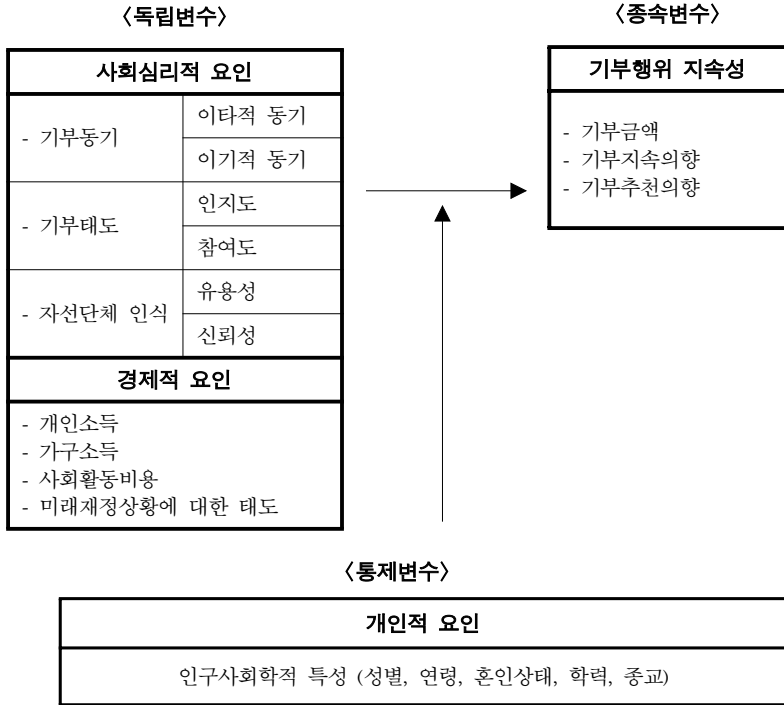 〈독립변수〉
사회심리적 요인
- 기부동기
이타적 동기
이기적 동기
- 기부태도
인지도
참여도
- 자선단체 인식
유용성
신뢰성
경제적 요인
- 개인소득
- 가구소득
- 사회활동비용
- 미래재정상황에 대한 태도
〈종속변수〉
기부행위 지속성
- 기부금액
- 기부지속의향
- 기부추천의향
〈통제변수〉
개인적 요인
인구사회학적 특성 (성별, 연령, 혼인상태, 학력, 종교)